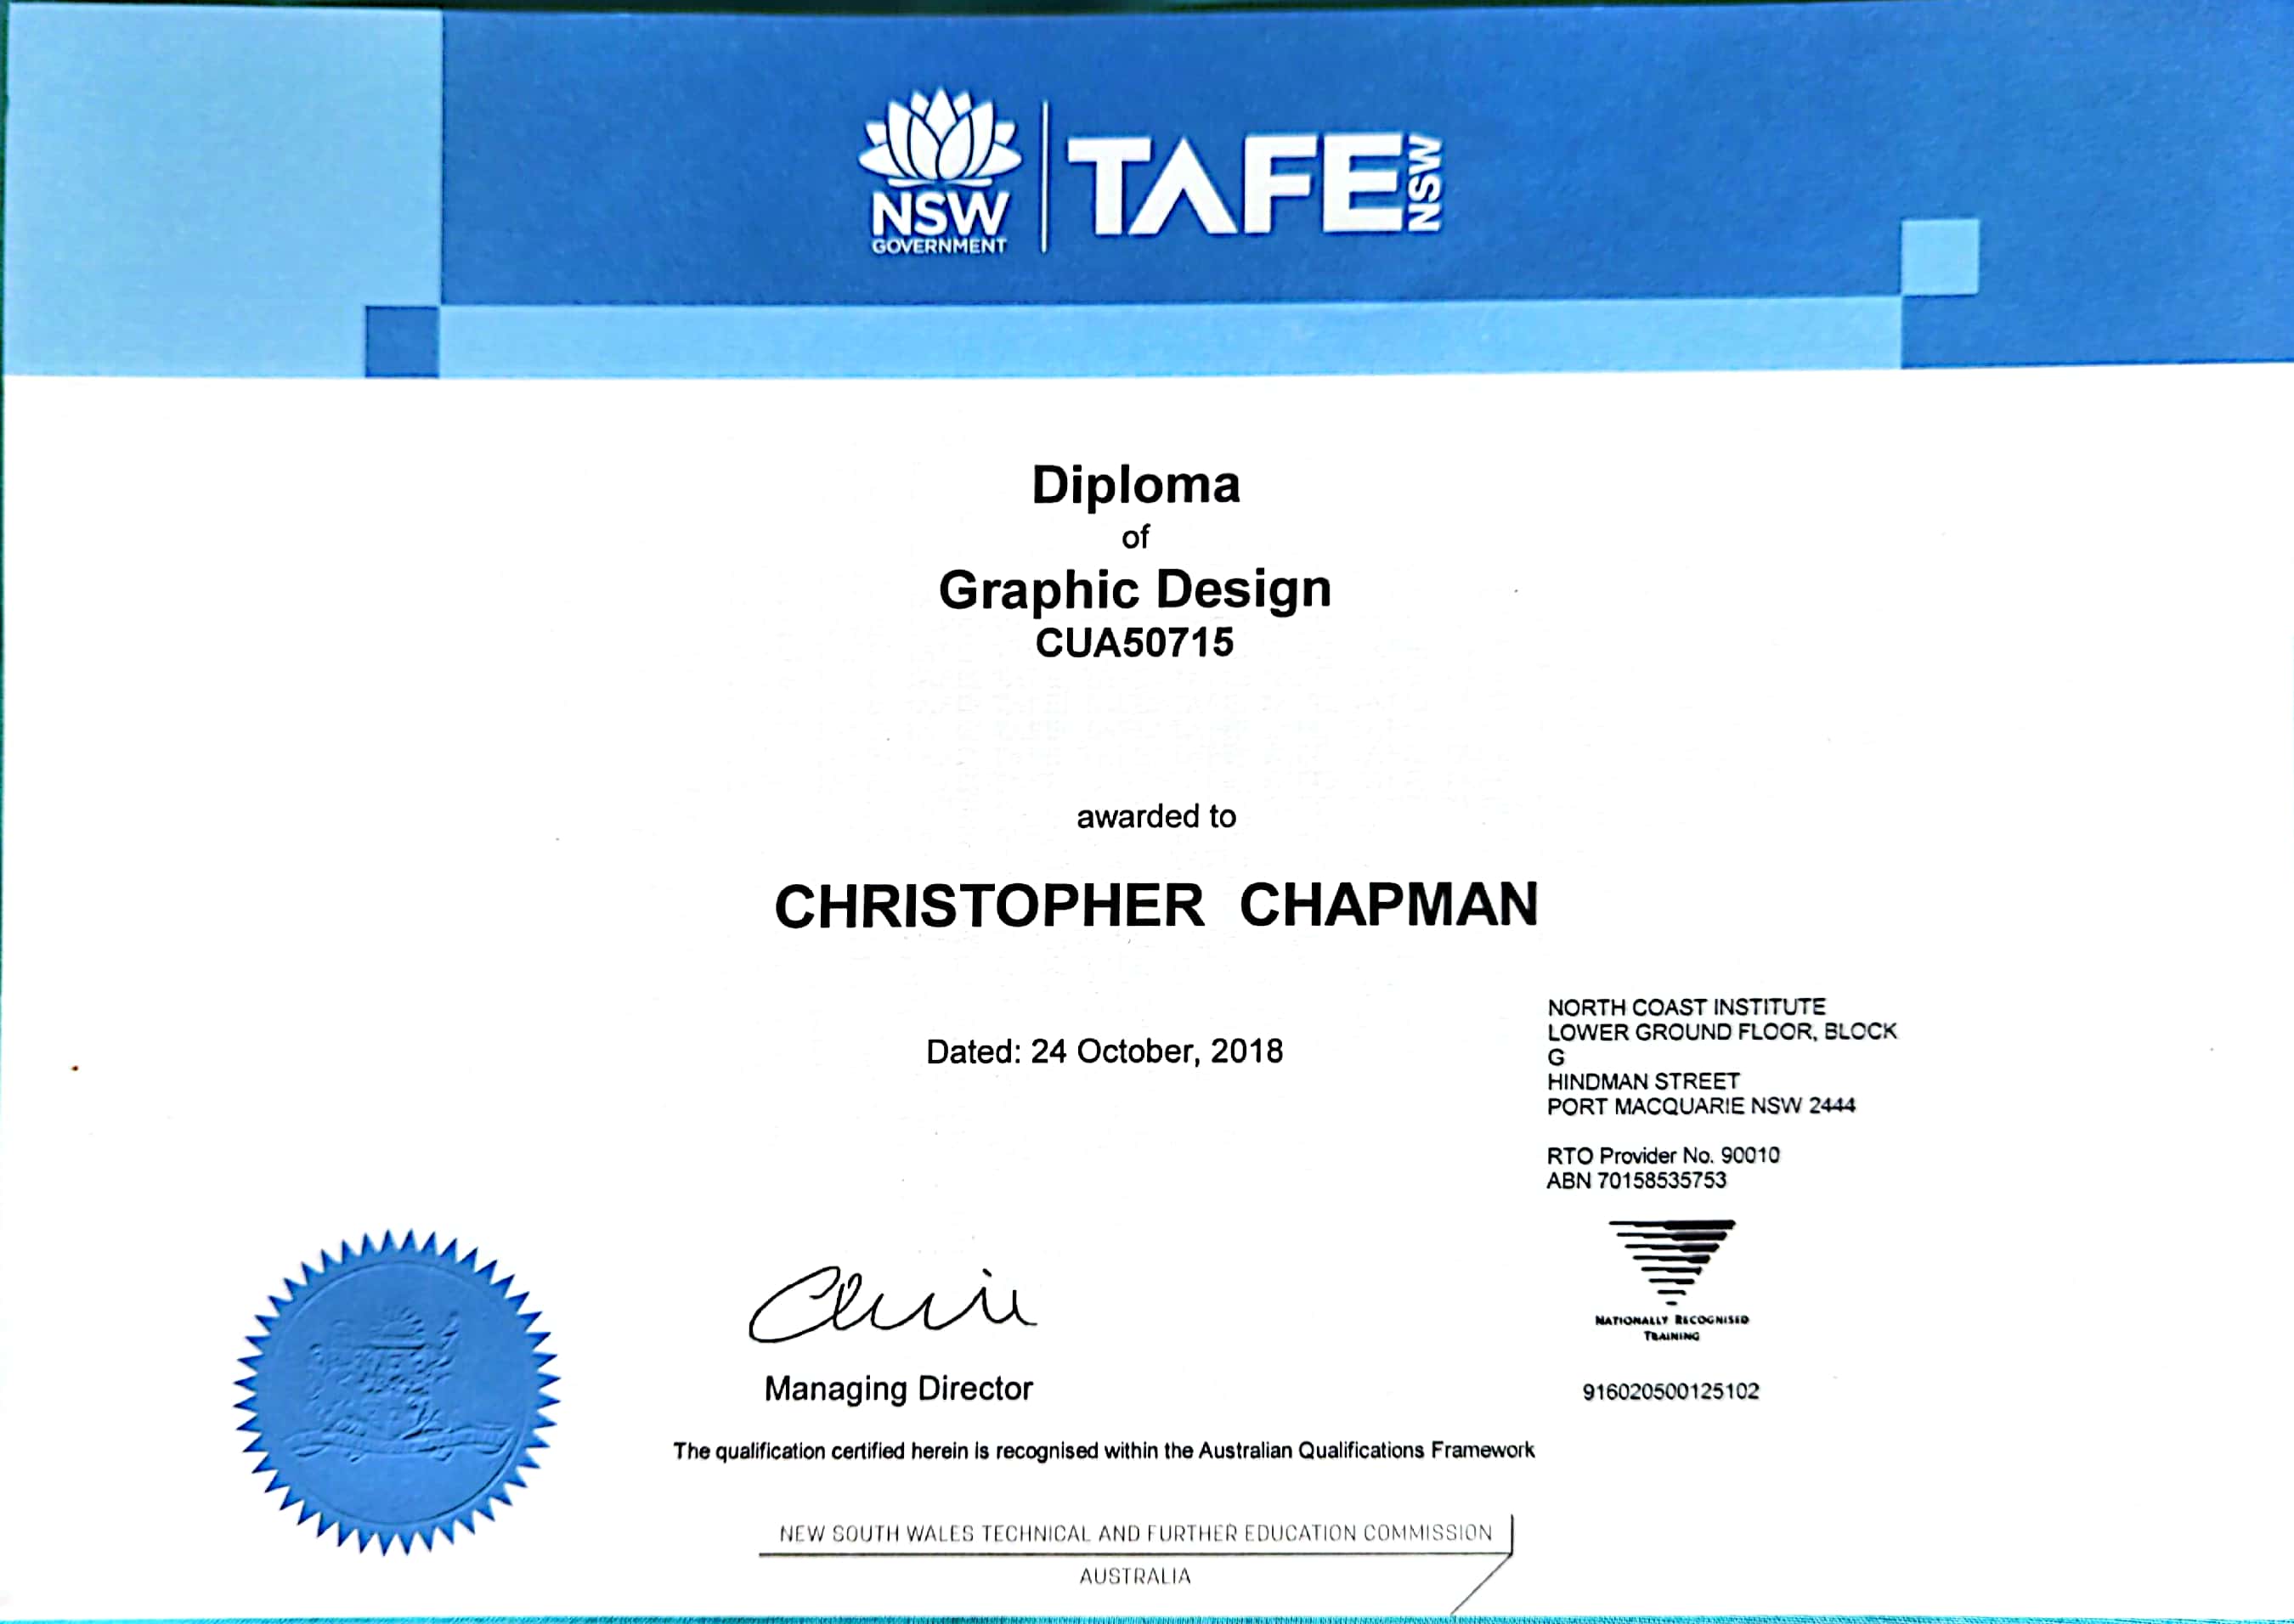 NSW
GOVERNMENT
TAFE NSW
Diploma
of
Graphic Design
CUA50715
awarded to
CHRISTOPHER CHAPMAN
Dated: 24 October, 2018
NORTH COAST INSTITUTE
LOWER GROUND FLOOR, BLOCK
G
HINDMAN STREET
PORT MACQUARIE NSW 2444
RTO Provider No. 90010
ABN 70158535753
NATIONALLY RECOGNISED
TRAINING
Managing Director
916020500125102
The qualification certified herein is recognised within the Australian Qualifications Framework
NEW SOUTH WALES TECHNICAL AND FURTHER EDUCATION COMMISSION
AUSTRALIA